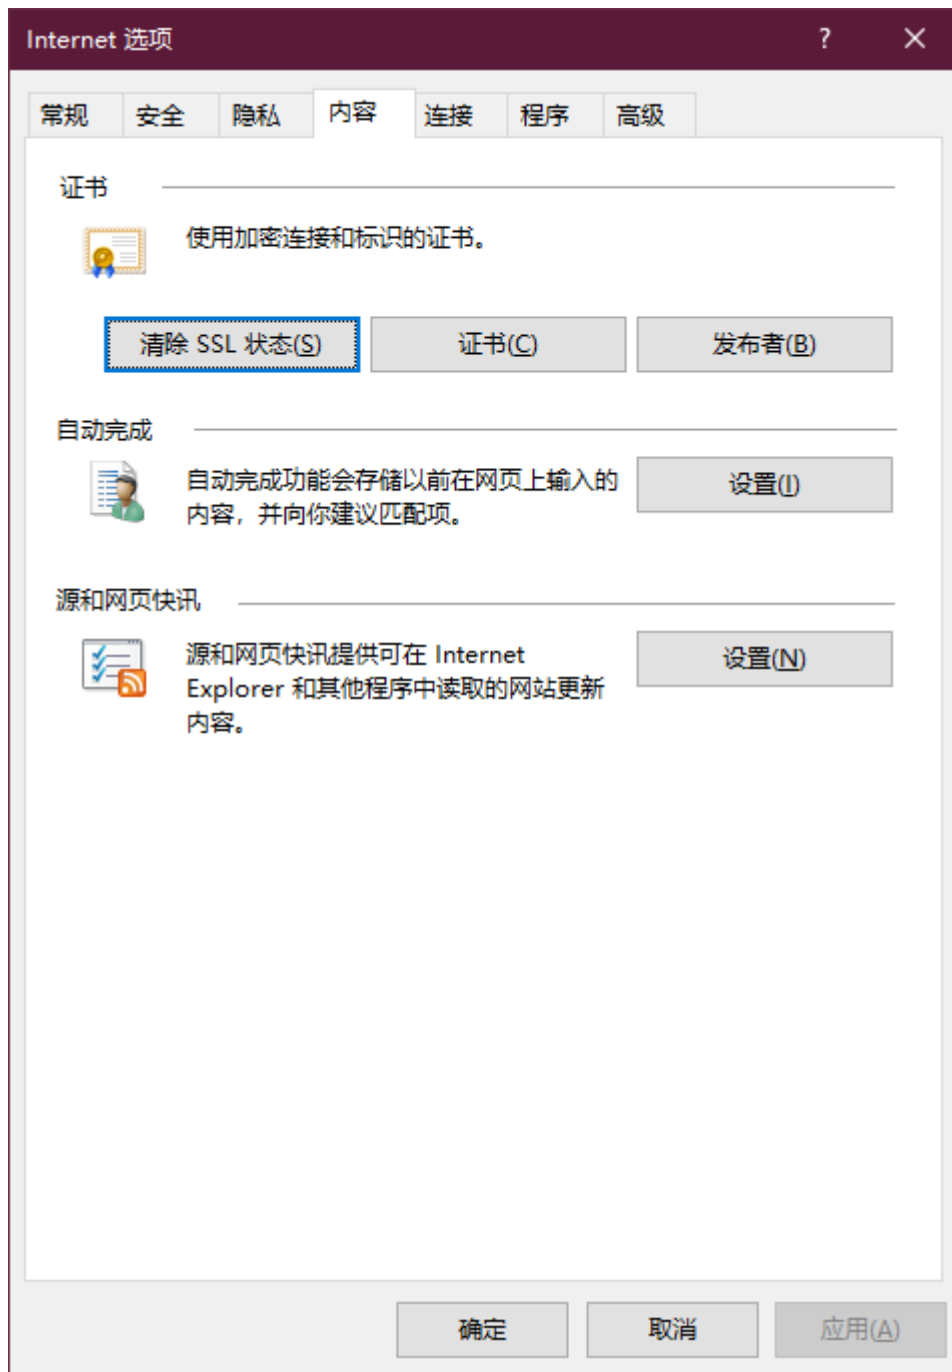 Internet 选项
?
常规 安全 隐私 内容 连接 程序 高级
证书
使用加密连接和标识的证书。
清除 SSL 状态(S) 证书(C) 发布者(B)
自动完成
自动完成功能会存储以前在网页上输入的
内容，并向你建议匹配项。
设置(I)
源和网页快讯
源和网页快讯提供可在 Internet
Explorer 和其他程序中读取的网站更新
内容。
设置(N)
确定 取消 应用(A)